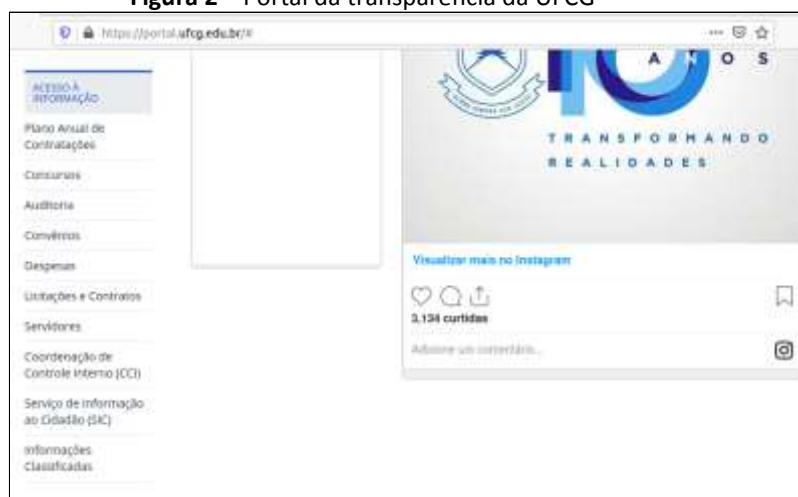 Figura 2 – Portal da transparência da UFCG
https://portal.ufcg.edu.br/#
ACESSO À
INFORMAÇÃO
Plano Anual de
Contratações
Concursos
Auditoria
Convênios
Despesas
Licitações e Contratos
Servidores
Coordenação de
Controle Interno (CCI)
Serviço de Informação
ao Cidadão (SIC)
Informações
Classificadas
10
ANOS
TRANSFORMANDO
REALIDADES
Visualizar mais no Instagram
3,134 curtidas
Adicione um comentário...